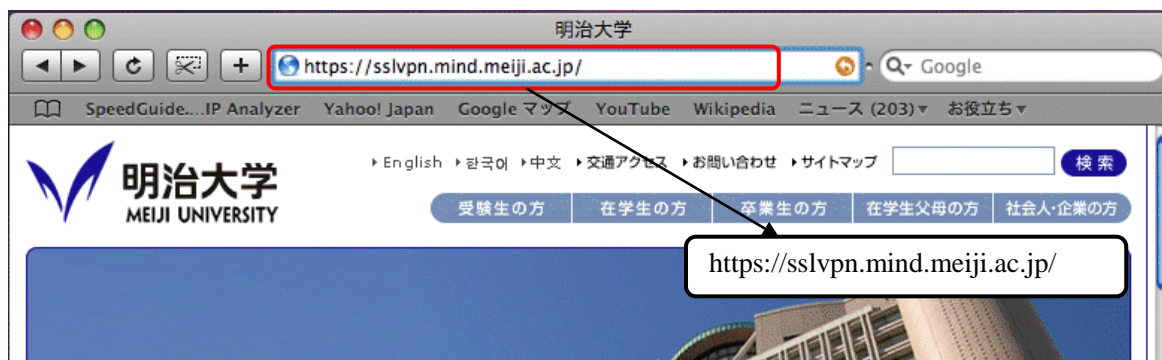 明治大学
https://sslvpn.mind.meiji.ac.jp/
Google
SpeedGuide....IP Analyzer Yahoo! Japan Google マップ YouTube Wikipedia ニュース (203)▾ お役立ち▾
English 한국어 中文 交通アクセス お問い合わせ サイトマップ 検索
明治大学
MEIJI UNIVERSITY
受験生の方 在学生の方 卒業生の方 在学生父母の方 社会人・企業の方
https://sslvpn.mind.meiji.ac.jp/